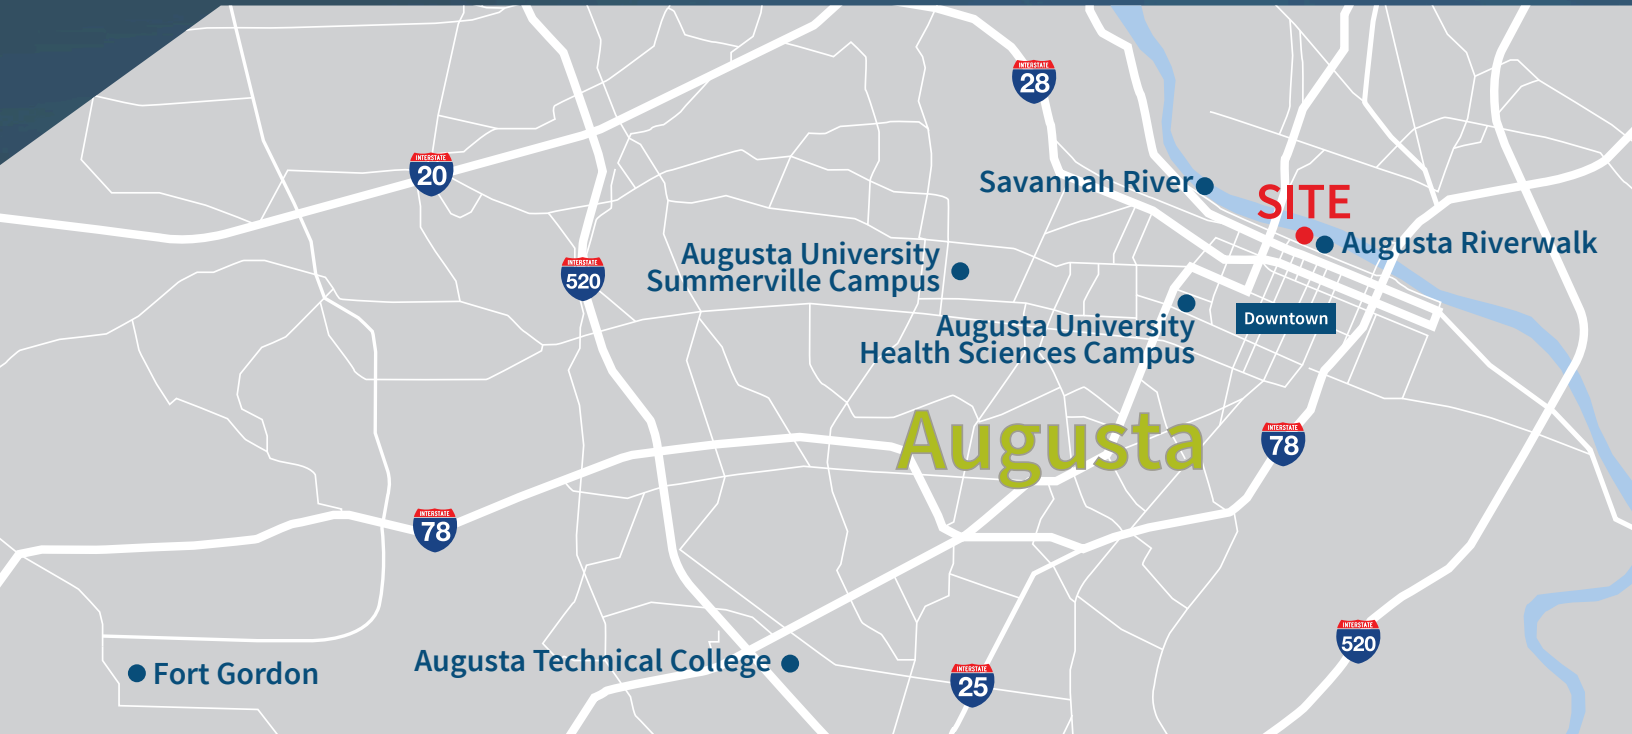 INTERSTATE
28
INTERSTATE
20
Savannah River
SITE
Augusta Riverwalk
Augusta University
Summerville Campus
INTERSTATE
520
Augusta University
Health Sciences Campus
Downtown
Augusta
INTERSTATE
78
INTERSTATE
78
INTERSTATE
520
Augusta Technical College
Fort Gordon
INTERSTATE
25